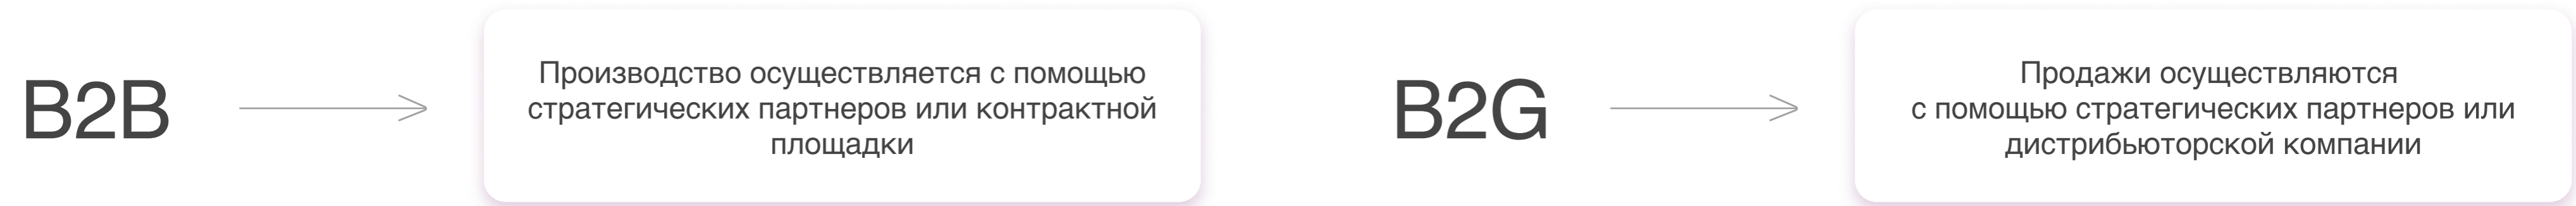 B2B
Производство осуществляется с помощью
стратегических партнеров или контрактной
площадки
B2G
Продажи осуществляются
с помощью стратегических партнеров или
дистрибьюторской компании